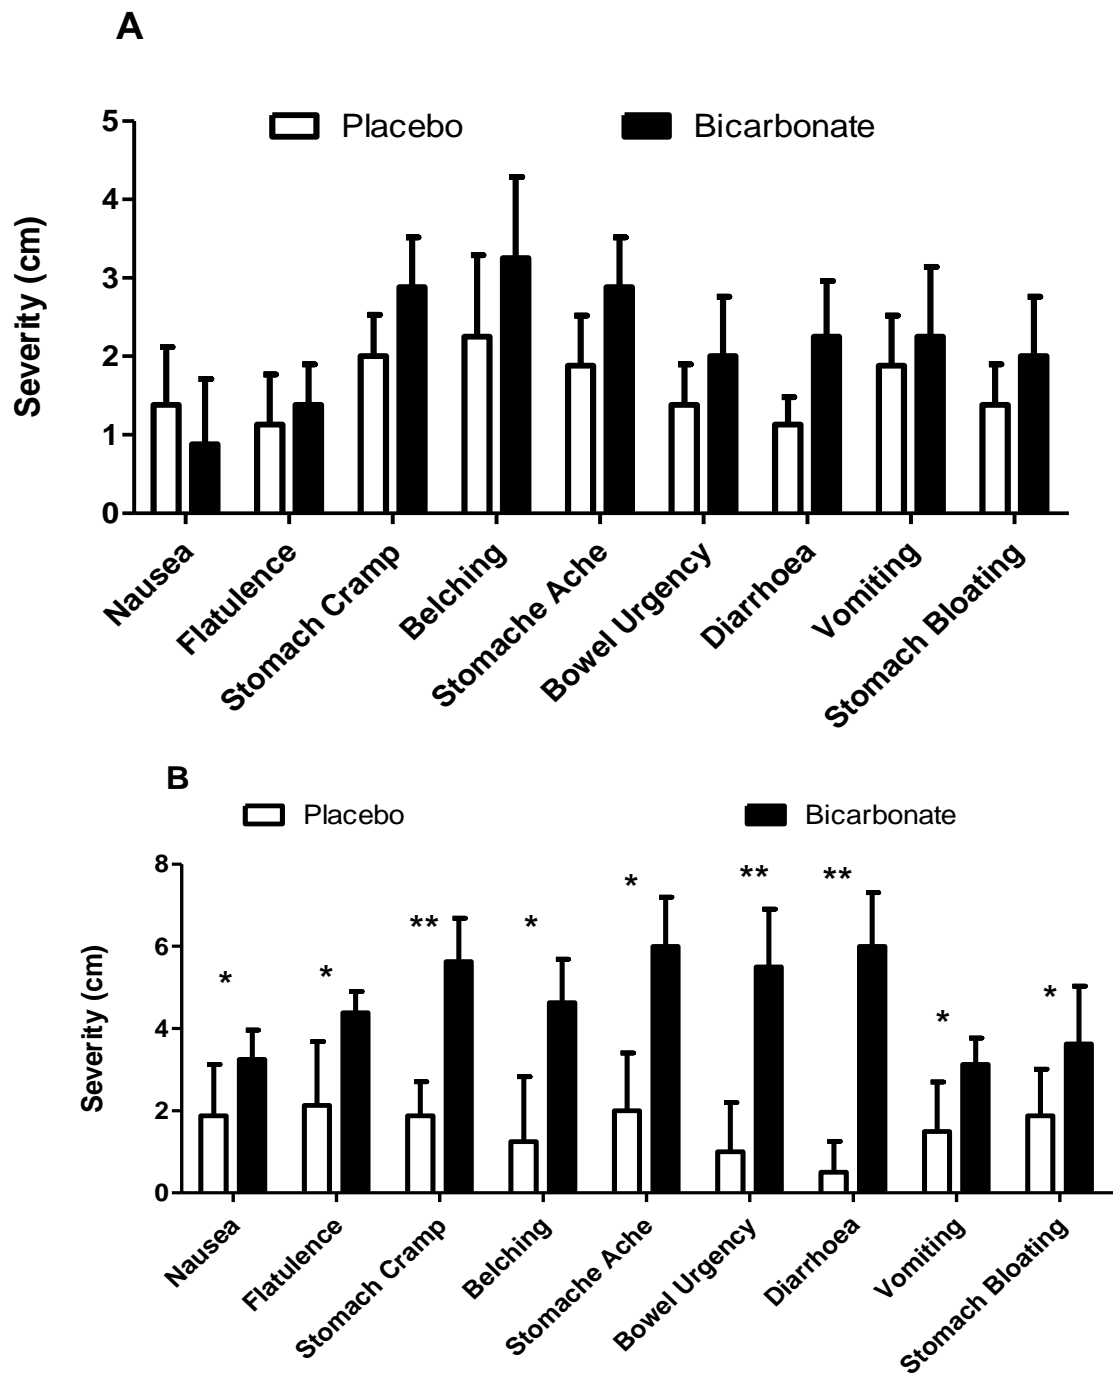 A
Placebo
Bicarbonate
5
4
3
2
1
0
Severity (cm)
Nausea
Flatulence
Stomach Cramp
Belching
Stomache Ache
Bowel Urgency
Diarrhoea
Vomiting
Stomach Bloating
B
Placebo
Bicarbonate
8
6
4
2
0
Severity (cm)
*
*
**
*
*
**
**
*
*
Nausea
Flatulence
Stomach Cramp
Belching
Stomache Ache
Bowel Urgency
Diarrhoea
Vomiting
Stomach Bloating